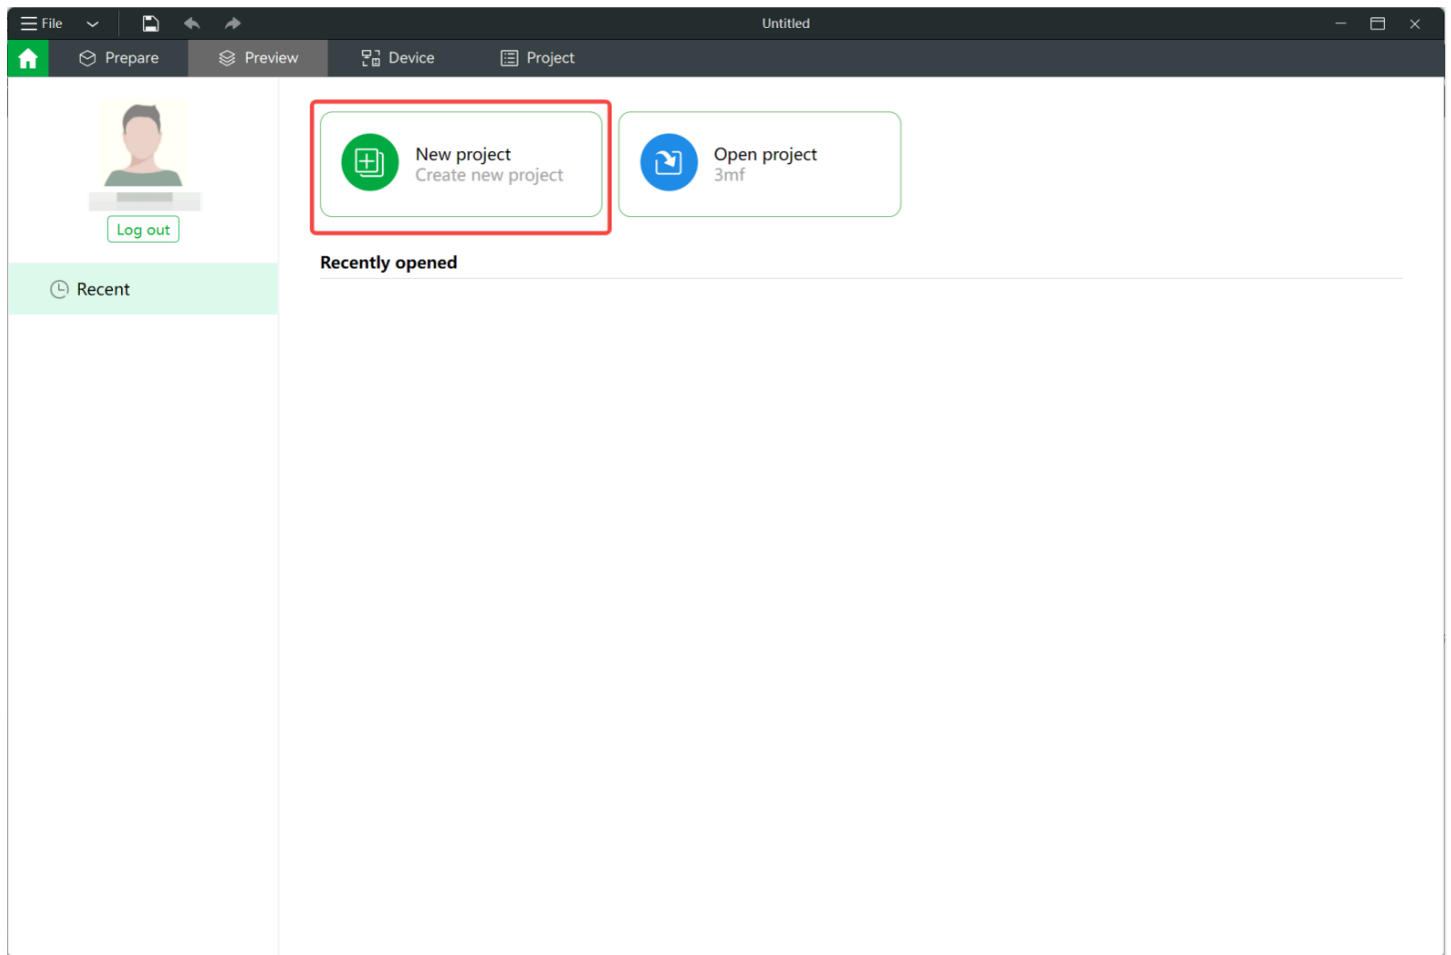 File
Untitled
Prepare
Preview
Device
Project
New project
Create new project
Open project
3mf
Log out
Recently opened
Recent